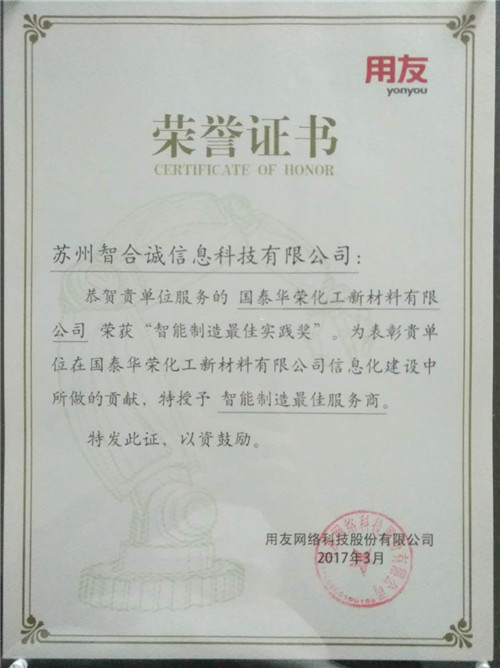 用友
yonyou
荣誉证书
CERTIFICATE OF HONOR
苏州智合诚信息科技有限公司：
恭贺贵单位服务的 国泰华荣化工新材料有限
公司 荣获“智能制造最佳实践奖”。为表彰贵单
位在国泰华荣化工新材料有限公司信息化建设中
所做的贡献，特授予 智能制造最佳服务商。
特发此证，以资鼓励。
用友网络科技股份有限公司
2017年3月